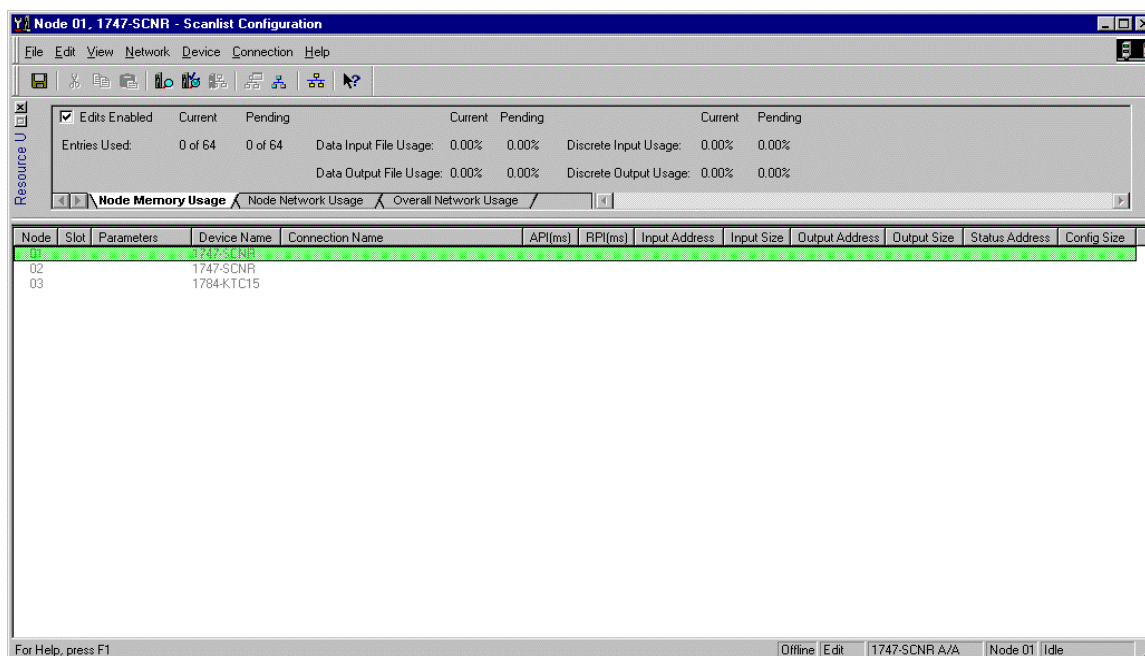 Node 01, 1747-SCNR - Scanlist Configuration
File Edit View Network Device Connection Help
Resource U
Edits Enabled Current Pending Current Pending Current Pending
Entries Used: 0 of 64 0 of 64 Data Input File Usage: 0.00% 0.00% Discrete Input Usage: 0.00% 0.00%
Data Output File Usage: 0.00% 0.00% Discrete Output Usage: 0.00% 0.00%
Node Memory Usage Node Network Usage Overall Network Usage
Node Slot Parameters Device Name Connection Name API(ms) RPI(ms) Input Address Input Size Output Address Output Size Status Address Config Size
01 1747-SCNR
02 1747-SCNR
03 1784-KTC15
For Help, press F1 Offline Edit 1747-SCNR A/A Node 01 Idle